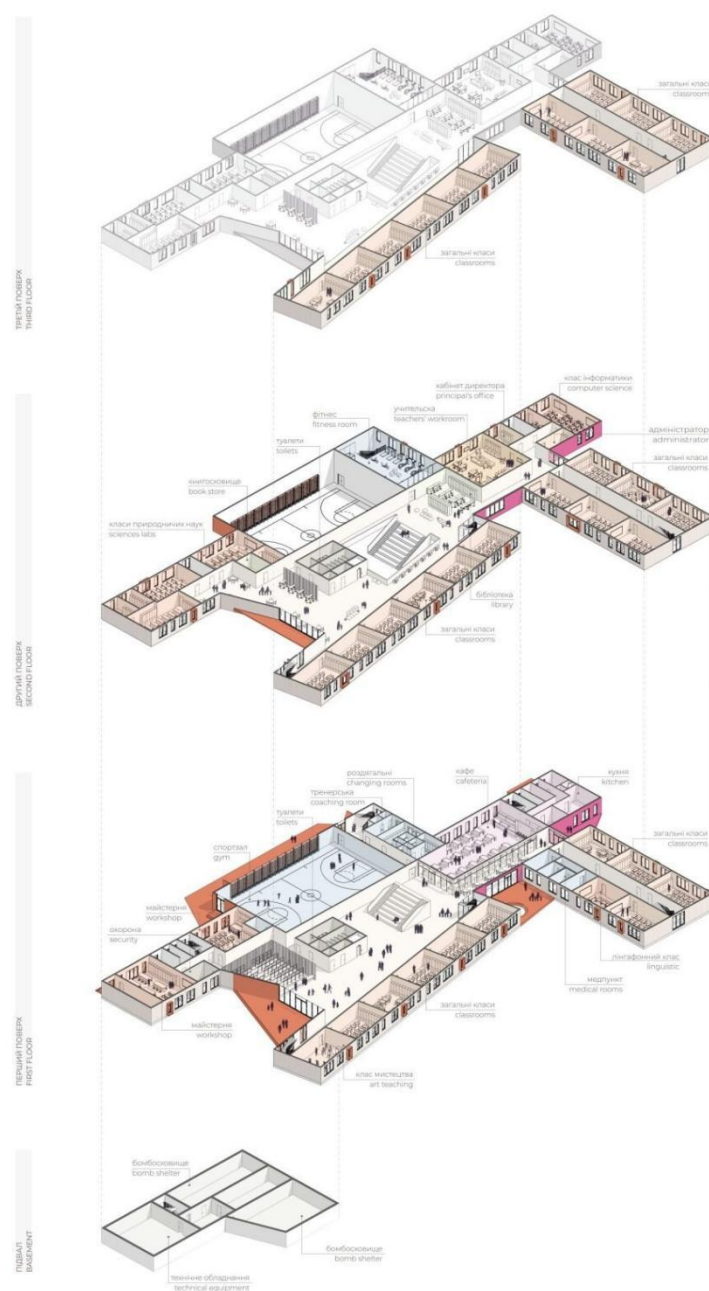 ТРЕТІЙ ПОВЕРХ
THIRD FLOOR
загальні класи
classroom
загальні класи
classrooms
ДРУГИЙ ПОВЕРХ
SECOND FLOOR
клас інформатики
computer science
кабінет директора
principal's office
учительська
teachers' workroom
фітнес
fitness room
адміністратор
administrator
туалети
toilets
загальні класи
classrooms
книгосховище
book store
класи природничих наук
sciences labs
бібліотека
library
загальні класи
classrooms
ПЕРШИЙ ПОВЕРХ
FIRST FLOOR
роздягальні
changing rooms
кафе
cafeteria
кухня
kitchen
тренерська
coaching room
туалети
toilets
загальні класи
classrooms
спортзал
gym
майстерня
workshop
охорона
security
лінгафонний клас
linguistic
медпункт
medical rooms
загальні класи
classrooms
майстерня
workshop
клас мистецтва
art teaching
ПІДВАЛ
BASEMENT
бомбосховище
bomb shelter
бомбосховище
bomb shelter
технічне обладнання
technical equipment